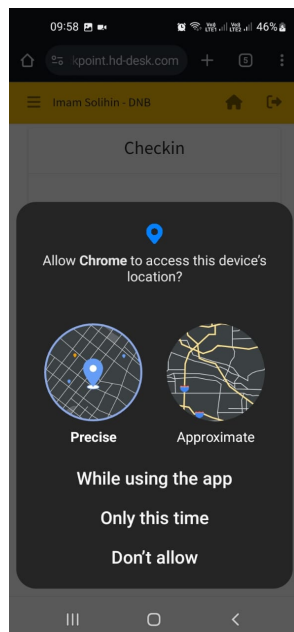 09:58
46%
kpoint.hd-desk.com
5
Imam Solihin - DNB
Checkin
Allow Chrome to access this device's
location?
Precise
Approximate
While using the app
Only this time
Don't allow